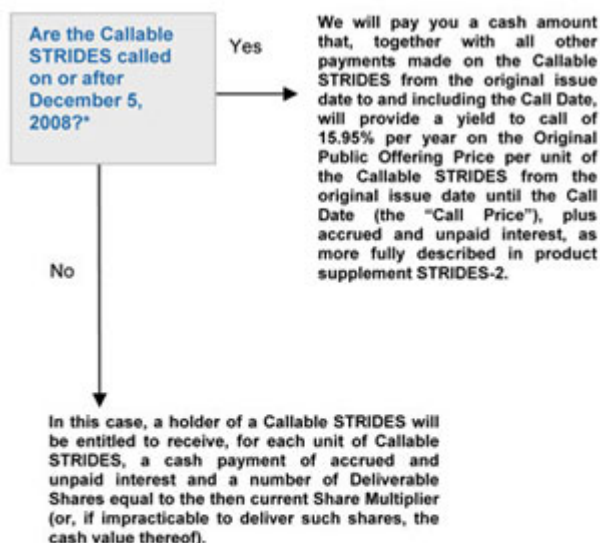 Are the Callable
STRIDES called
on or after
December 5,
2008?*
Yes
We will pay you a cash amount
that, together with all other
payments made on the Callable
STRIDES from the original issue
date to and including the Call Date,
will provide a yield to call of
15.95% per year on the Original
Public Offering Price per unit of
the Callable STRIDES from the
original issue date until the Call
Date (the “Call Price”), plus
accrued and unpaid interest, as
more fully described in product
supplement STRIDES-2.
No
In this case, a holder of a Callable STRIDES will
be entitled to receive, for each unit of Callable
STRIDES, a cash payment of accrued and
unpaid interest and a number of Deliverable
Shares equal to the then current Share Multiplier
(or, if impracticable to deliver such shares, the
cash value thereof).